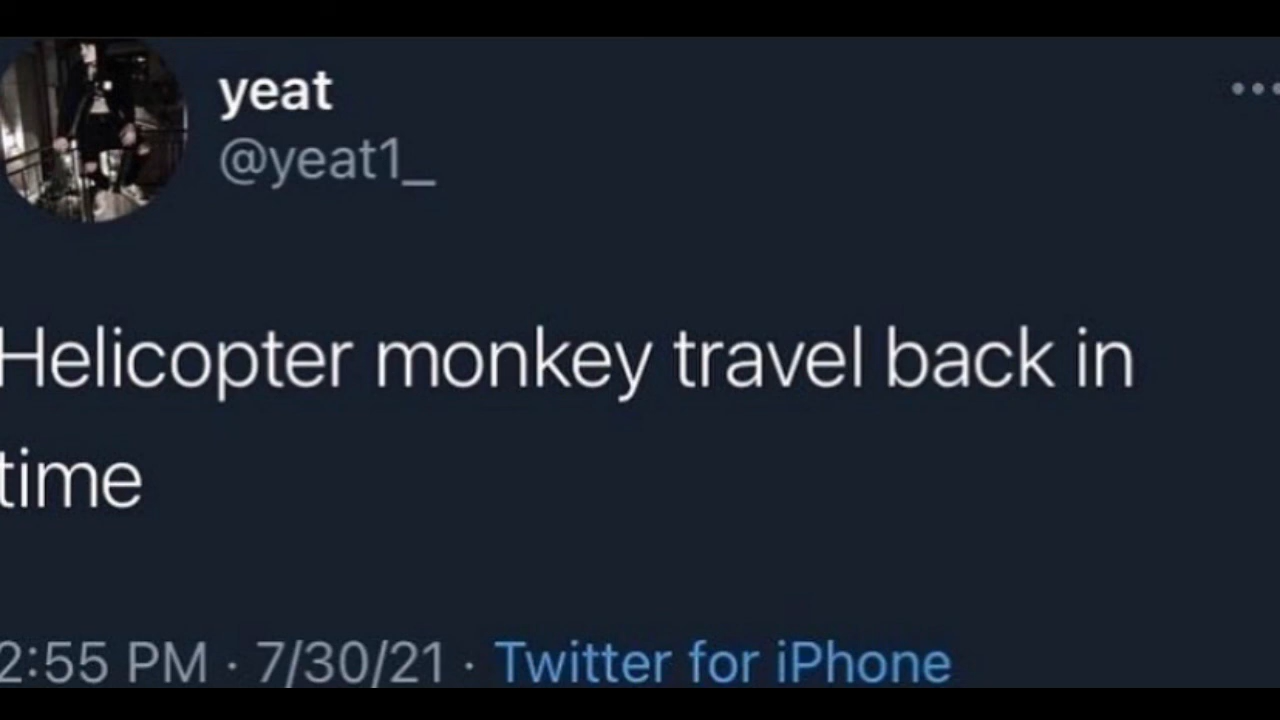 yeat
@yeat1_
Helicopter monkey travel back in
time
2:55 PM · 7/30/21 · Twitter for iPhone